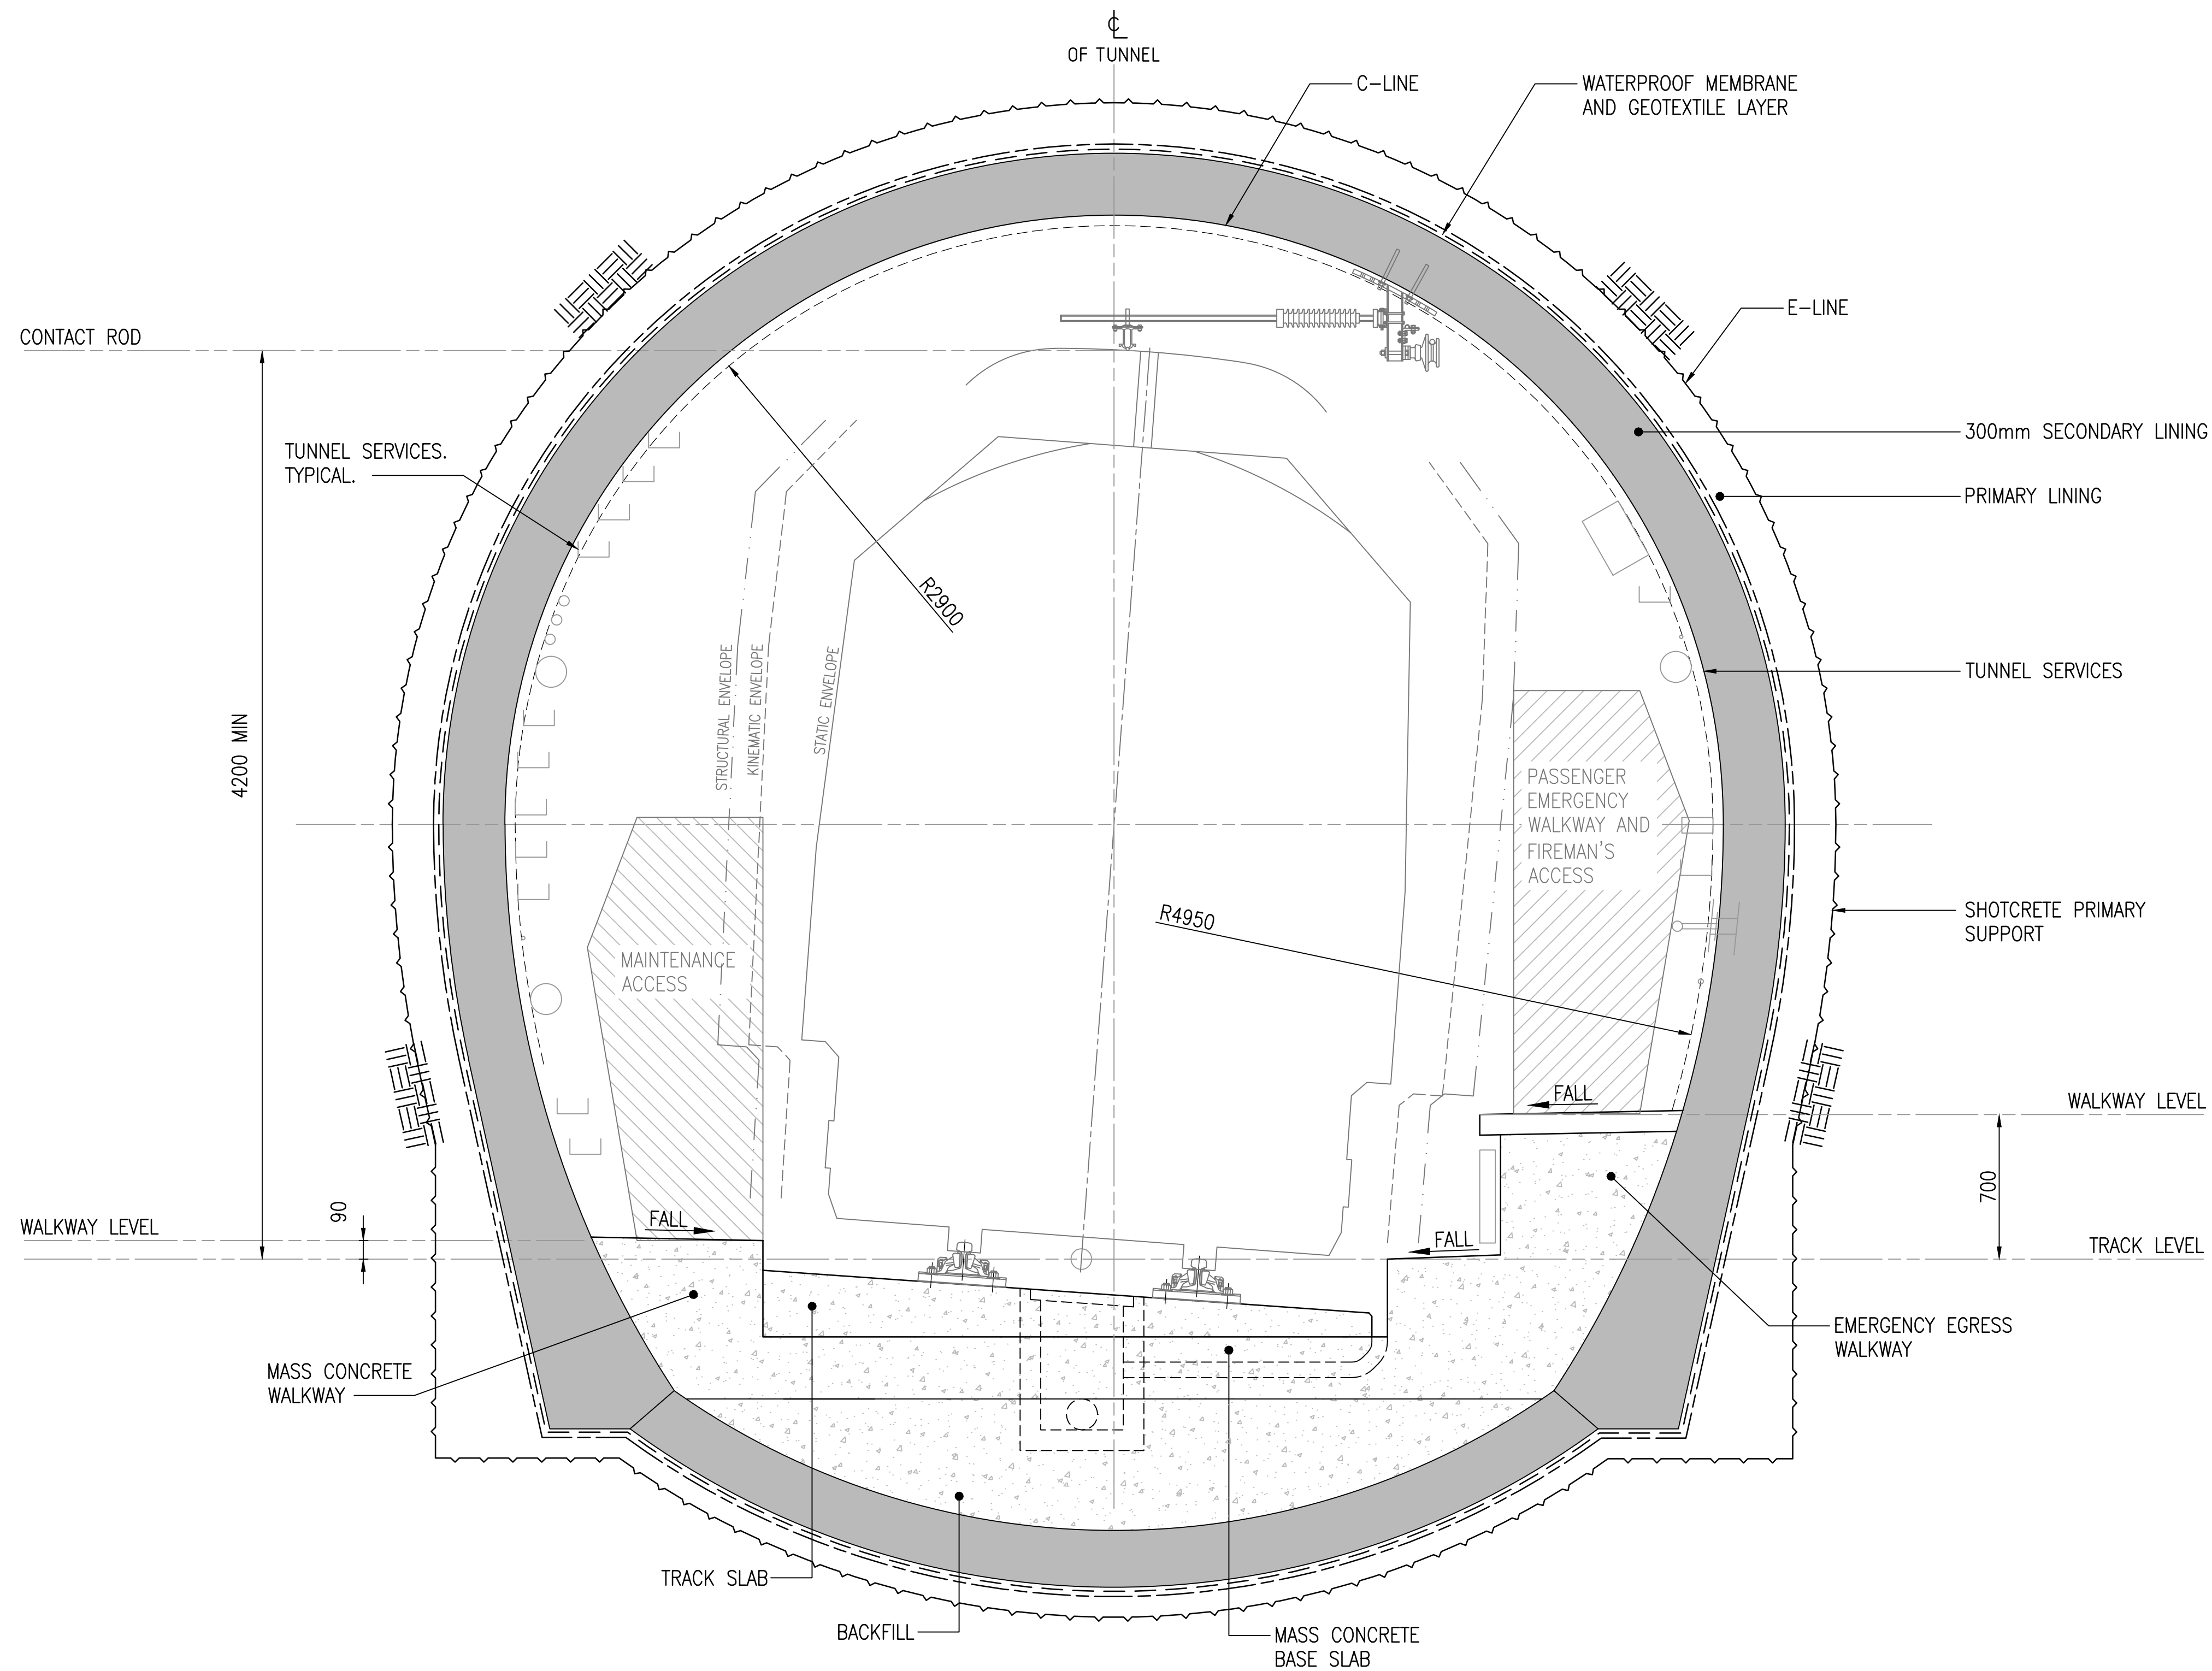 ℄
OF TUNNEL
C-LINE
WATERPROOF MEMBRANE
AND GEOTEXTILE LAYER
E-LINE
CONTACT ROD
300mm SECONDARY LINING
TUNNEL SERVICES.
TYPICAL.
PRIMARY LINING
R2900
STRUCTURAL ENVELOPE
KINEMATIC ENVELOPE
STATIC ENVELOPE
TUNNEL SERVICES
4200 MIN
PASSENGER
EMERGENCY
WALKWAY AND
FIREMAN'S
ACCESS
R4950
SHOTCRETE PRIMARY
SUPPORT
MAINTENANCE
ACCESS
FALL
WALKWAY LEVEL
700
90
WALKWAY LEVEL
FALL
FALL
TRACK LEVEL
EMERGENCY EGRESS
WALKWAY
MASS CONCRETE
WALKWAY
TRACK SLAB
BACKFILL
MASS CONCRETE
BASE SLAB